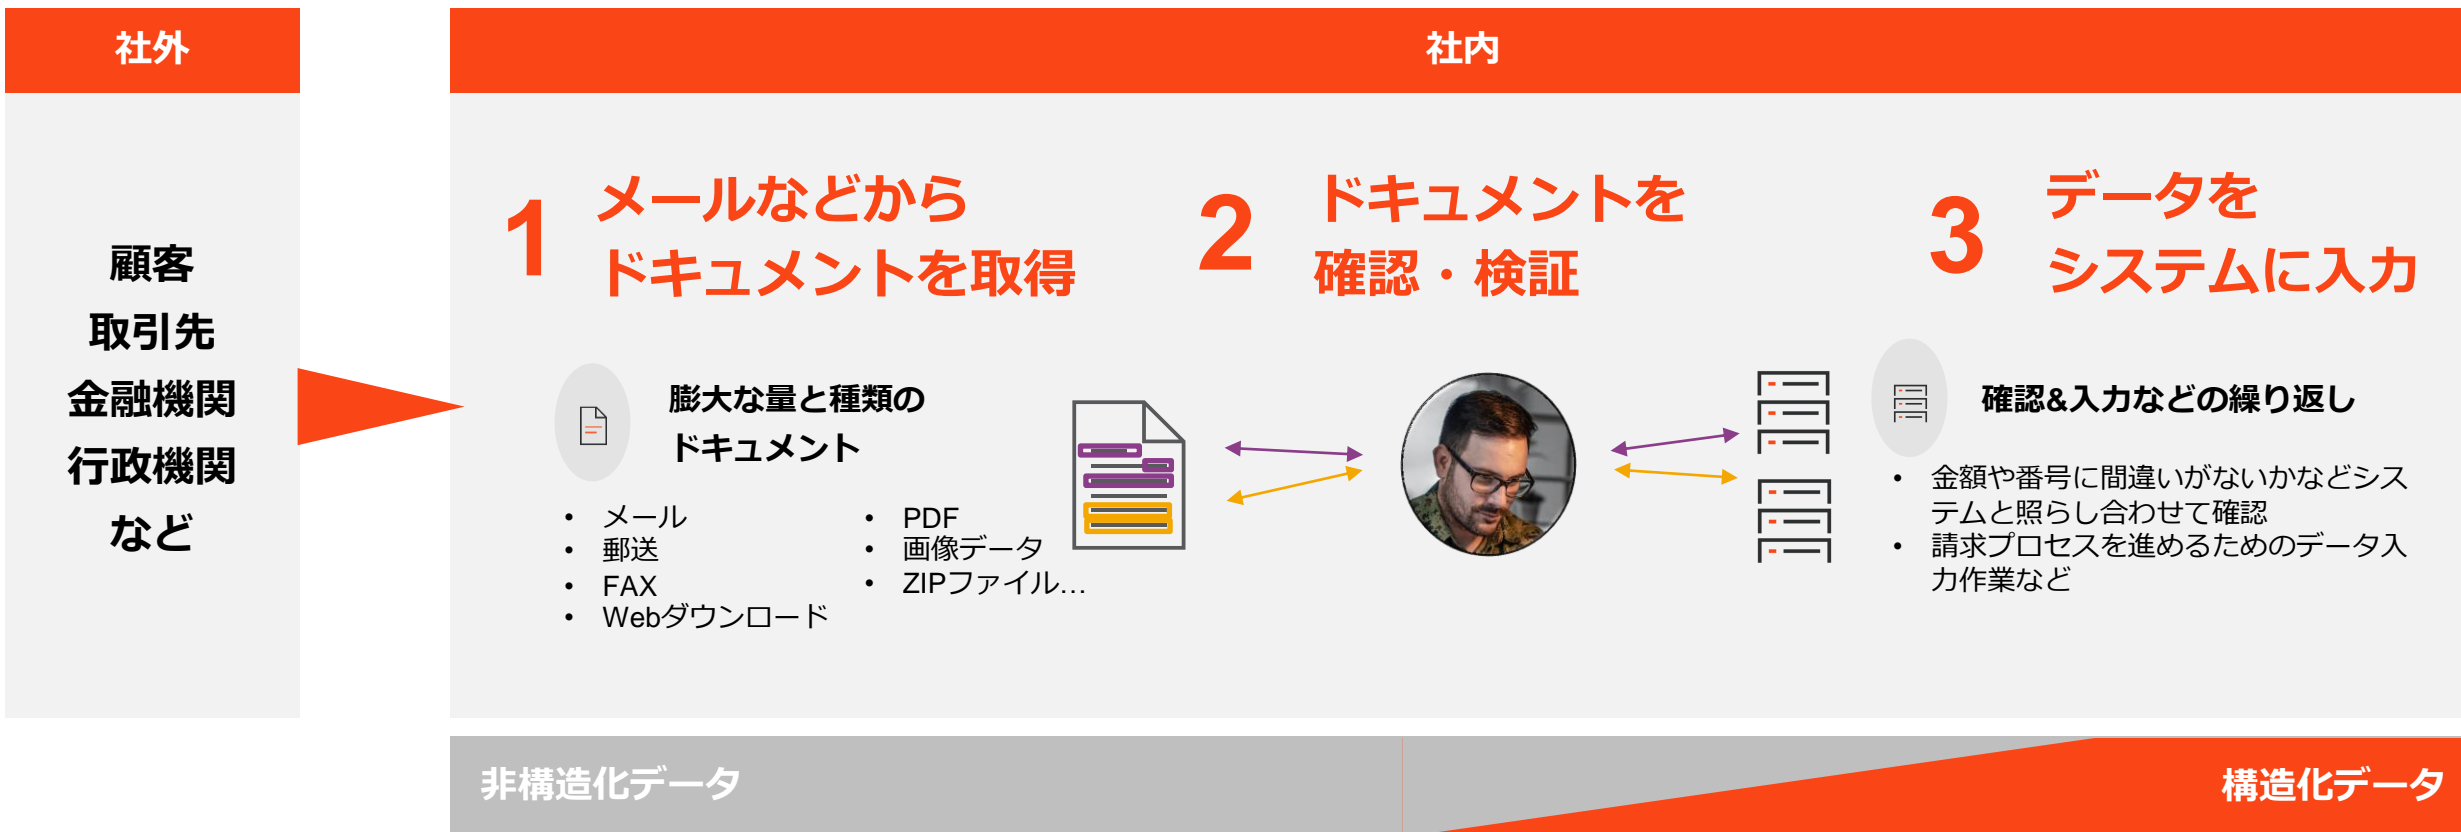 社外
顧客
取引先
金融機関
行政機関
など
社内
1
メールなどから
ドキュメントを取得
膨大な量と種類の
ドキュメント
• メール
• 郵送
• FAX
• Webダウンロード
• PDF
• 画像データ
• ZIPファイル…
2
ドキュメントを
確認・検証
3
データを
システムに入力
確認&入力などの繰り返し
• 金額や番号に間違いがないかなどシス
テムと照らし合わせて確認
• 請求プロセスを進めるためのデータ入
力作業など
非構造化データ
構造化データ